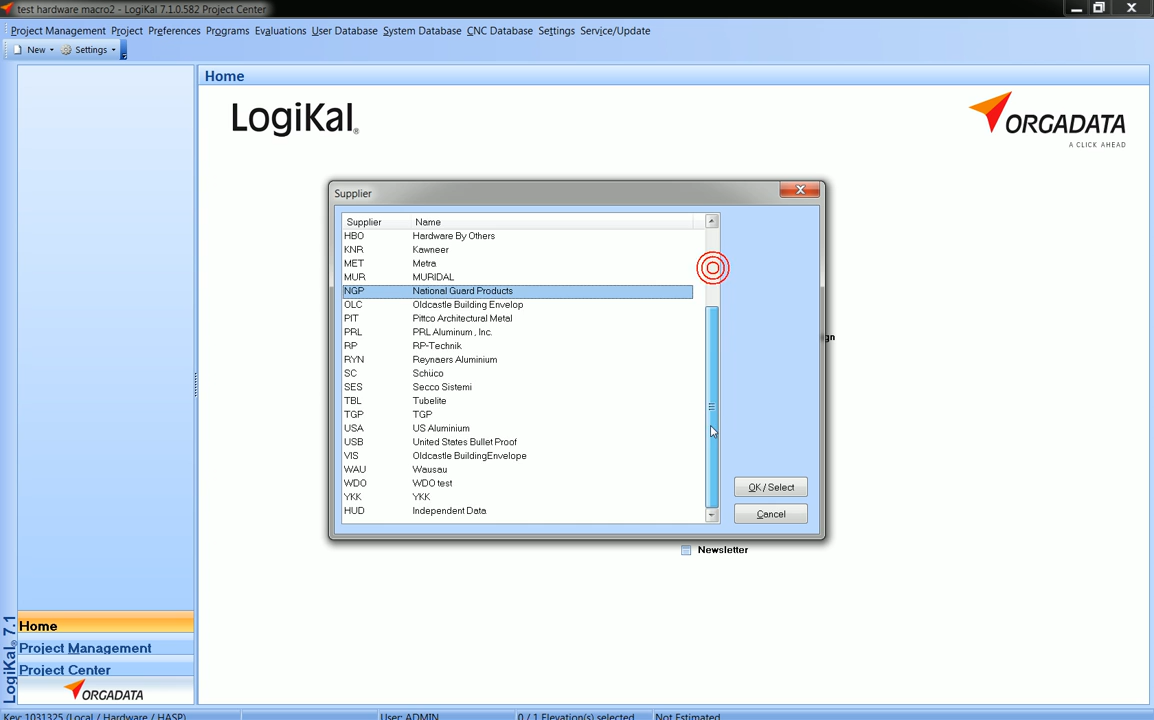 test hardware macro2 - LogiKal 7.1.0.582 Project Center
Project Management Project Preferences Programs Evaluations User Database System Database CNC Database Settings Service/Update
New Settings
Home
LogiKal®
ORGADATA
A CLICK AHEAD
Supplier
Supplier Name
HBO Hardware By Others
KNR Kawneer
MET Metra
MUR MURIDAL
NGP National Guard Products
OLC Oldcastle Building Envelop
PIT Pittco Architectural Metal
PRL PRL Aluminum , Inc.
RP RP-Technik
gn
RYN Reynaers Aluminium
SC Schüco
SES Secco Sistemi
TBL Tubelite
TGP TGP
USA US Aluminium
USB United States Bullet Proof
VIS Oldcastle BuildingEnvelope
WAU Wausau
WDO WDO test
YKK YKK
HUD Independent Data
OK / Select
Cancel
Newsletter
LogiKal® 7.1
Home
Project Management
Project Center
ORGADATA
Key: 1031325 (Local / Hardware / HASP) User: ADMIN 0 / 1 Elevation(s) selected Not Estimated